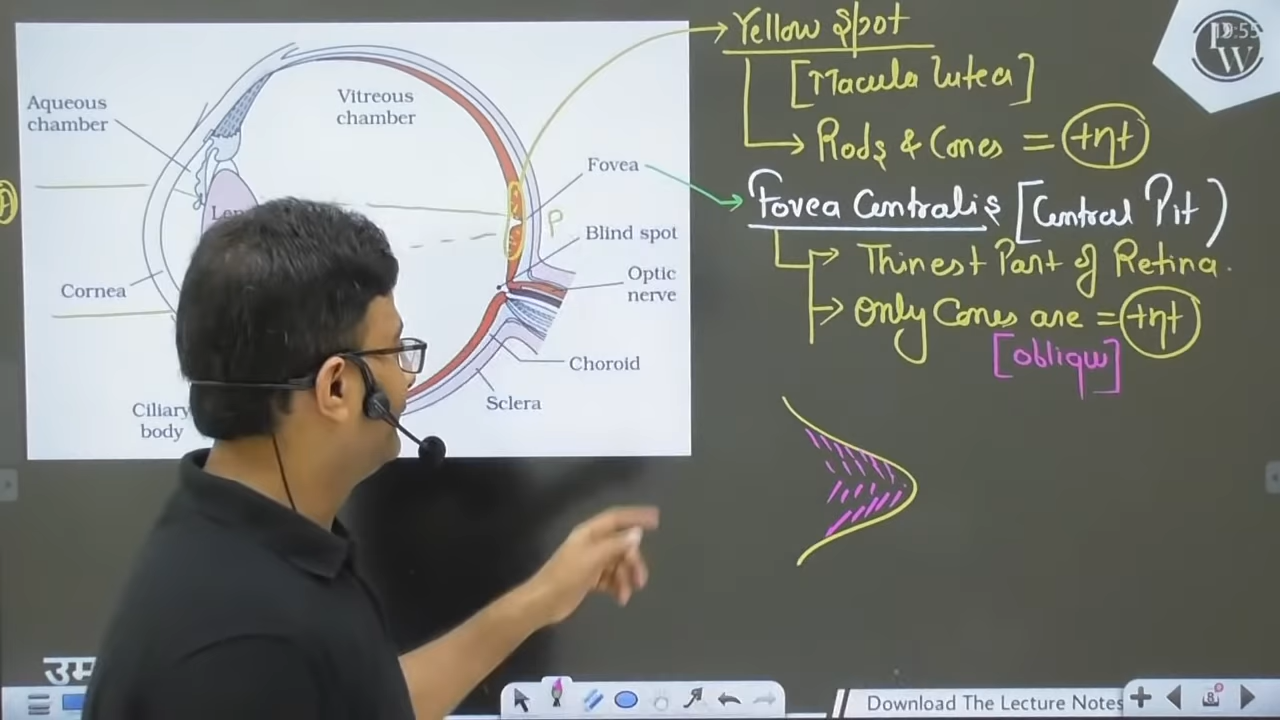 Yellow Spot
[Macula lutea]
Rods & Cones = +nt
Fovea Centralis [Central Pit)
Thinest Part of Retina.
Only Cones are = +nt
[oblique]
PW
Aqueous
chamber
Vitreous
chamber
Fovea
P
Blind spot
Optic
nerve
Cornea
Choroid
Sclera
Ciliary
body
Download The Lecture Notes
8